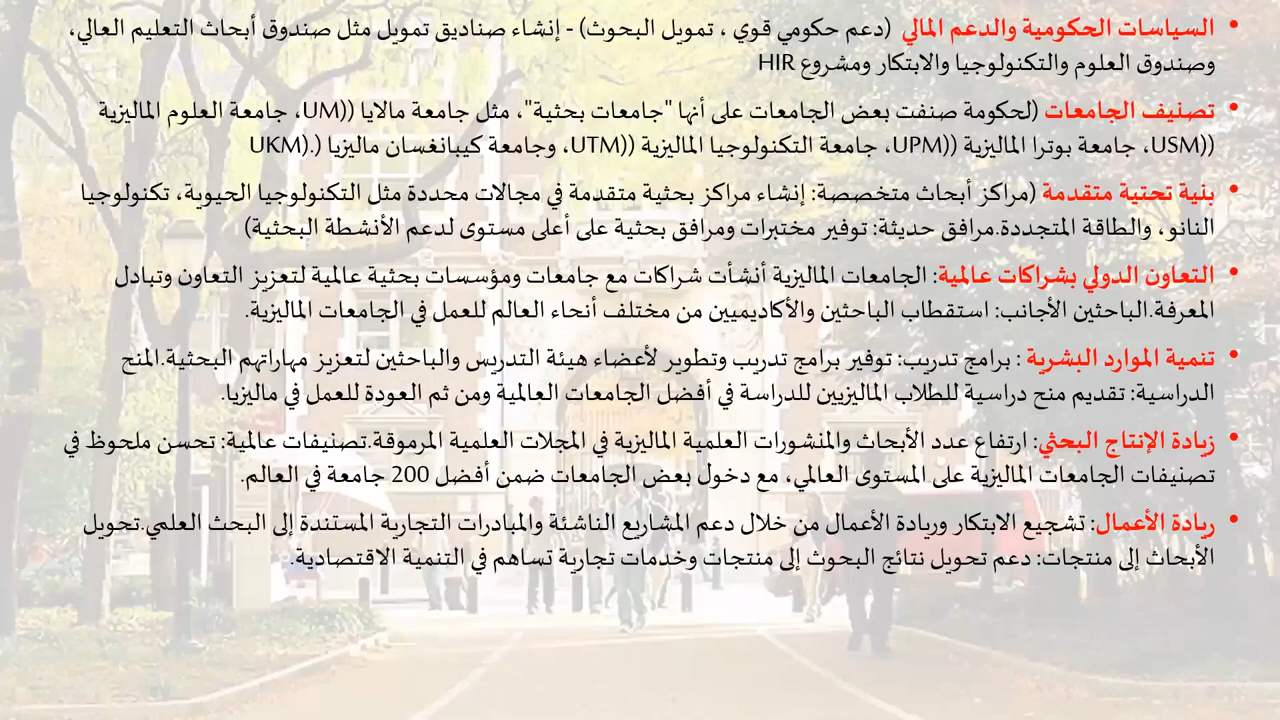 • السياسات الحكومية والدعم المالي (دعم حكومي قوي ، تمويل البحوث) - إنشاء صناديق تمويل مثل صندوق أبحاث التعليم العالي،
وصندوق العلوم والتكنولوجيا والابتكار ومشروع HIR
• تصنيف الجامعات (لحكومة صنفت بعض الجامعات على أنها "جامعات بحثية"، مثل جامعة مالايا ((UM، جامعة العلوم الماليزية
((USM، جامعة بوترا الماليزية ((UPM، جامعة التكنولوجيا الماليزية ((UTM، وجامعة كيبانغسان ماليزيا (.(UKM
• بنية تحتية متقدمة (مراكز أبحاث متخصصة: إنشاء مراكز بحثية متقدمة في مجالات محددة مثل التكنولوجيا الحيوية، تكنولوجيا
النانو، والطاقة المتجددة.مرافق حديثة: توفير مختبرات ومرافق بحثية على أعلى مستوى لدعم الأنشطة البحثية)
• التعاون الدولي بشراكات عالمية: الجامعات الماليزية أنشأت شراكات مع جامعات ومؤسسات بحثية عالمية لتعزيز التعاون وتبادل
المعرفة.الباحثين الأجانب: استقطاب الباحثين والأكاديميين من مختلف أنحاء العالم للعمل في الجامعات الماليزية.
• تنمية الموارد البشرية : برامج تدريب: توفير برامج تدريب وتطوير لأعضاء هيئة التدريس والباحثين لتعزيز مهاراتهم البحثية.المنح
الدراسية: تقديم منح دراسية للطلاب الماليزيين للدراسة في أفضل الجامعات العالمية ومن ثم العودة للعمل في ماليزيا.
• زيادة الإنتاج البحثي: ارتفاع عدد الأبحاث والمنشورات العلمية الماليزية في المجلات العلمية المرموقة.تصنيفات عالمية: تحسن ملحوظ في
تصنيفات الجامعات الماليزية على المستوى العالمي، مع دخول بعض الجامعات ضمن أفضل 200 جامعة في العالم.
• ريادة الأعمال: تشجيع الابتكار وريادة الأعمال من خلال دعم المشاريع الناشئة والمبادرات التجارية المستندة إلى البحث العلمي.تحويل
الأبحاث إلى منتجات: دعم تحويل نتائج البحوث إلى منتجات وخدمات تجارية تساهم في التنمية الاقتصادية.